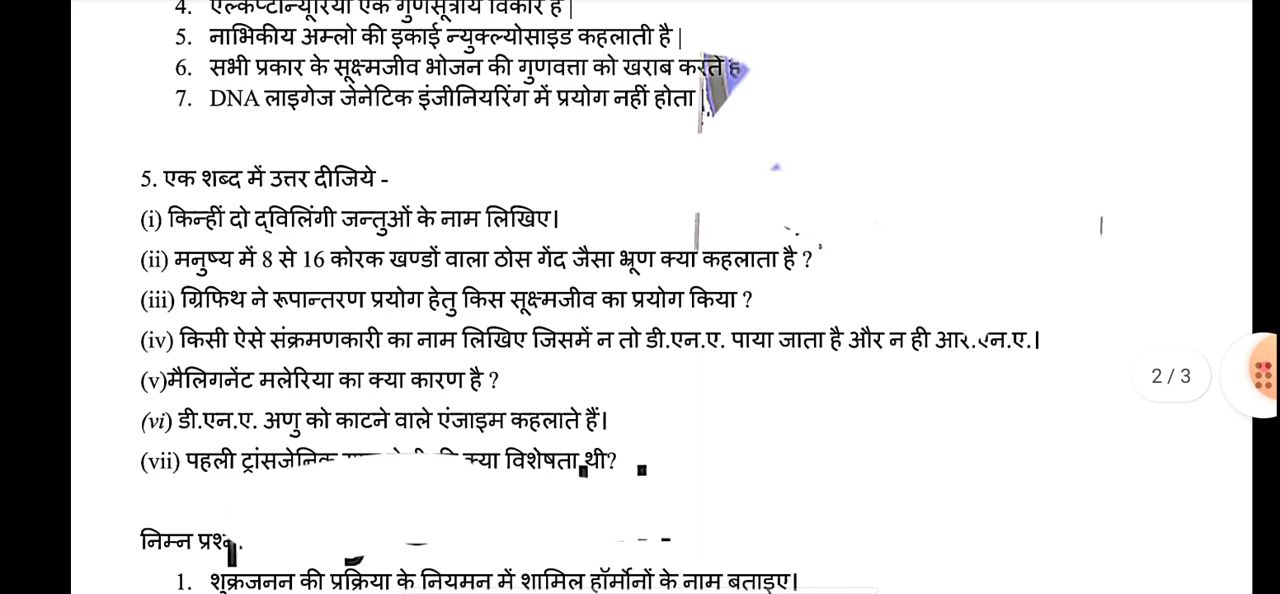 4. एल्कैप्टोन्यूरिया एक गुणसूत्रीय विकार है |
5. नाभिकीय अम्लो की इकाई न्युक्ल्योसाइड कहलाती है |
6. सभी प्रकार के सूक्ष्मजीव भोजन की गुणवत्ता को खराब करते है
7. DNA लाइगेज जेनेटिक इंजीनियरिंग में प्रयोग नहीं होता
5. एक शब्द में उत्तर दीजिये -
(i) किन्हीं दो द्विलिंगी जन्तुओं के नाम लिखिए।
(ii) मनुष्य में 8 से 16 कोरक खण्डों वाला ठोस गेंद जैसा भ्रूण क्या कहलाता है ?
(iii) ग्रिफिथ ने रूपान्तरण प्रयोग हेतु किस सूक्ष्मजीव का प्रयोग किया ?
(iv) किसी ऐसे संक्रमणकारी का नाम लिखिए जिसमें न तो डी.एन.ए. पाया जाता है और न ही आर.एन.ए.।
(v)मैलिगनेंट मलेरिया का क्या कारण है ?
(vi) डी.एन.ए. अणु को काटने वाले एंजाइम कहलाते हैं।
(vii) पहली ट्रांसजेनिक क्या विशेषता थी?
2 / 3
निम्न
1. शुक्रजनन की प्रक्रिया के नियमन में शामिल हॉर्मोनों के नाम बताइए।